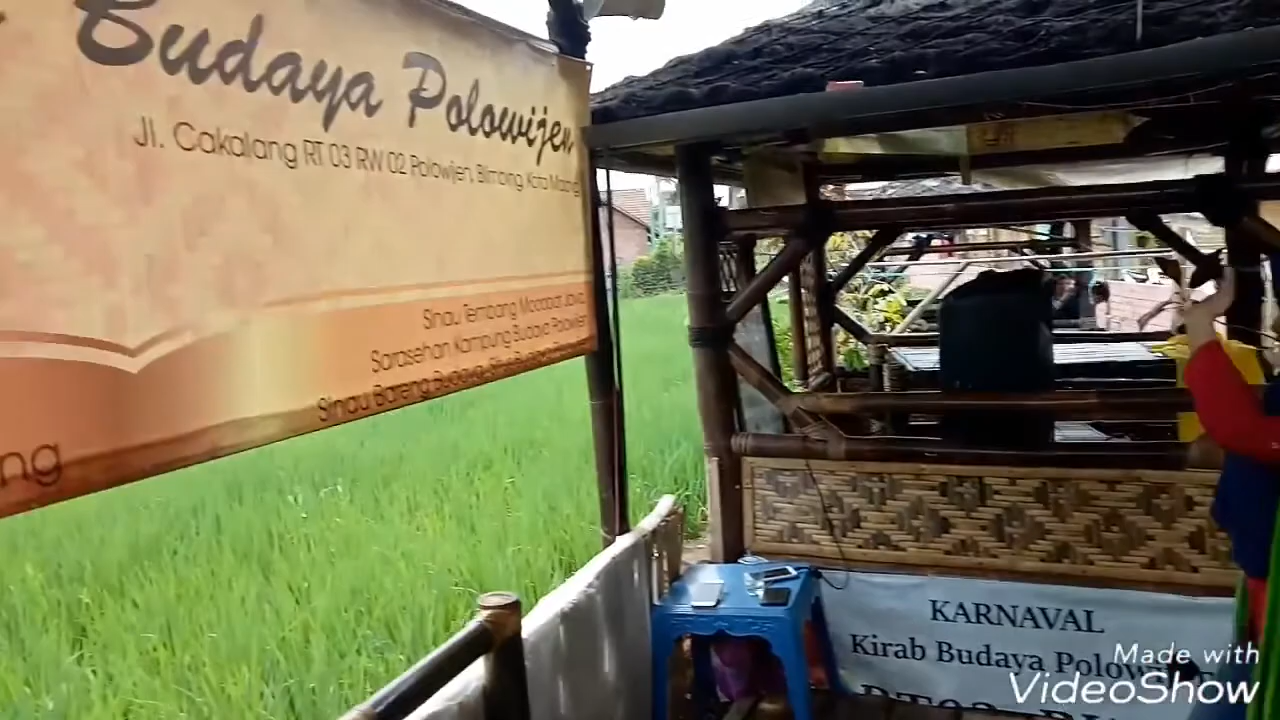 Budaya Polowijen
Jl. Cakalang RT 03 RW 02 Polowijen, Blimbing, Kota Malang
Sinau Tembang Macapat Jawa,
Sarasehan Kampung Budaya Polowijen
Sinau Bareng Budaya
ng
KARNAVAL
Kirab Budaya
Made with
VideoShow